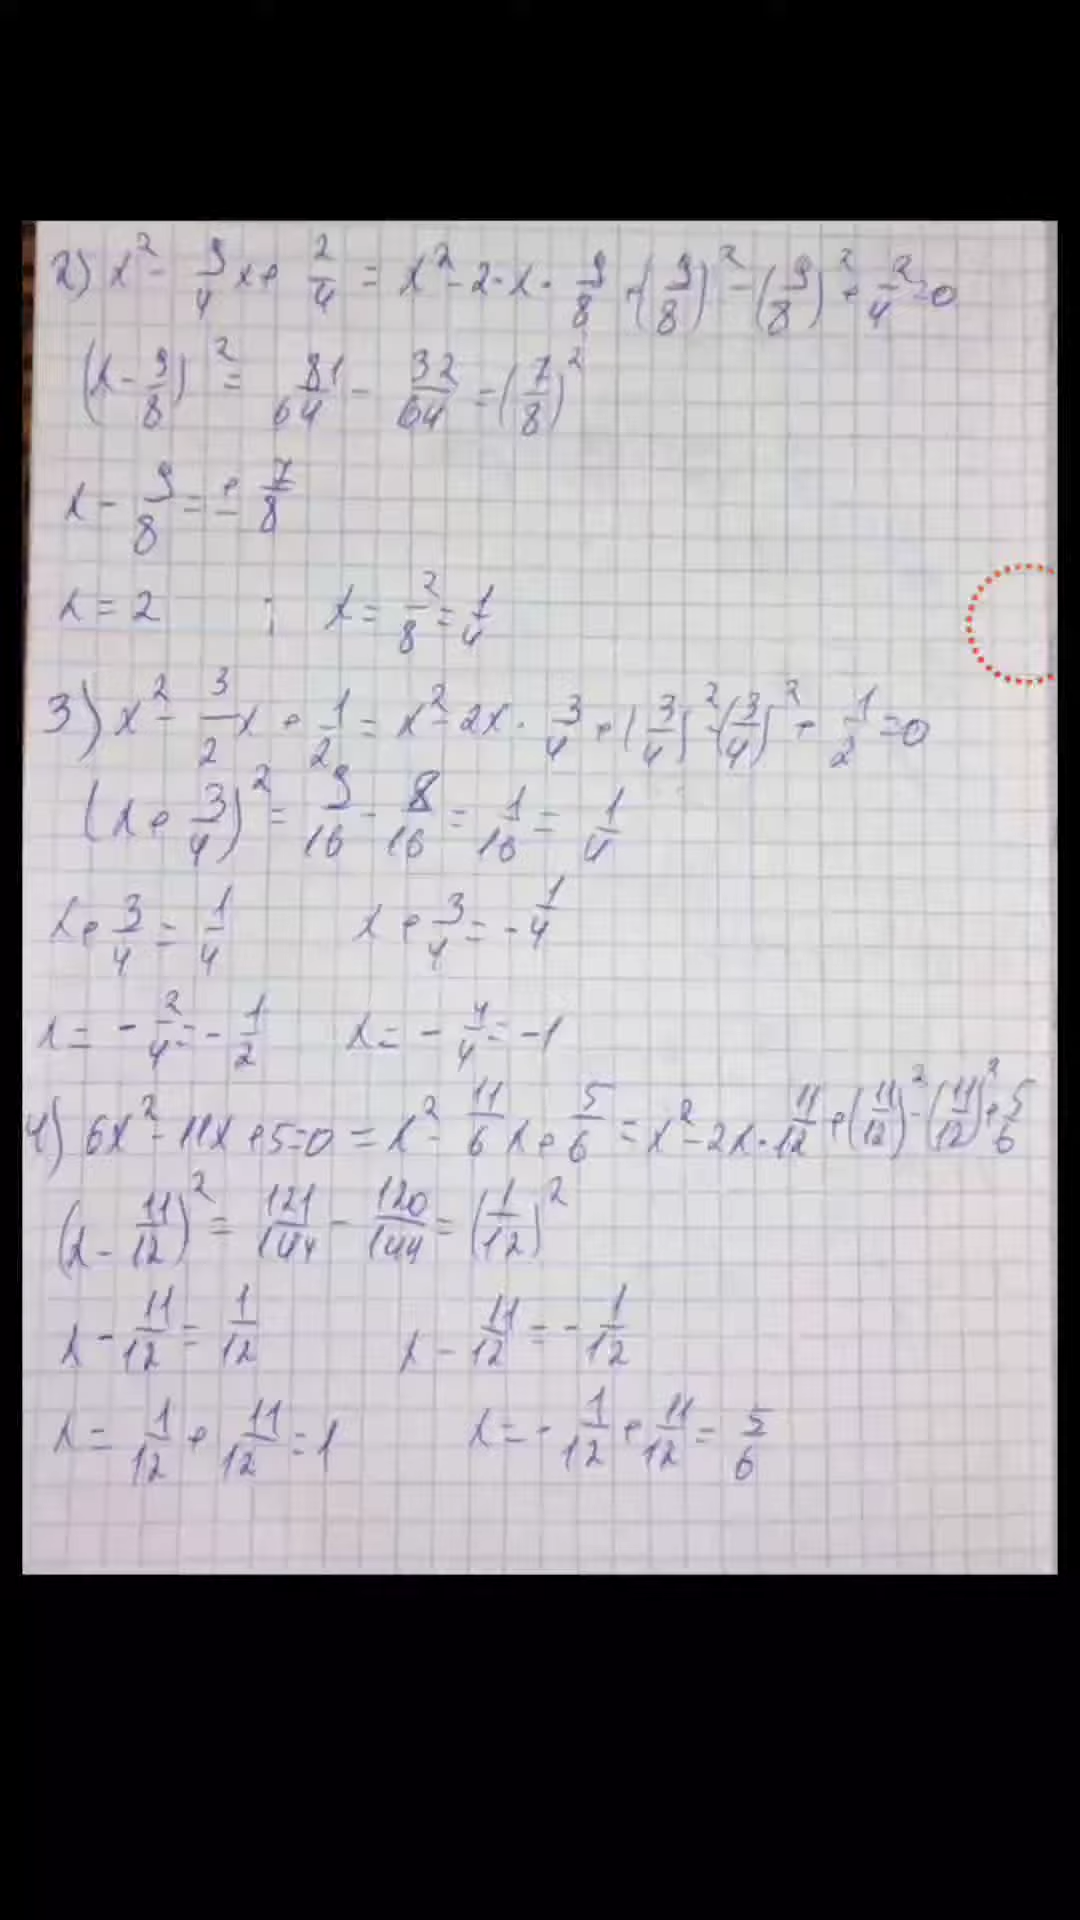 2) x² - 9/4 x + 2/4 = x² - 2·x· 9/8 + (9/8)² - (9/8)² + 2/4 = 0
(x - 9/8)² = 81/64 - 32/64 = (7/8)²
x - 9/8 = ± 7/8
x = 2 ; x = 2/8 = 1/4
3) x² - 3/2 x + 1/2 = x² - 2x · 3/4 + (3/4)² - (3/4)² + 1/2 = 0
(x + 3/4)² = 9/16 - 8/16 = 1/16 = 1/4
x + 3/4 = 1/4 x + 3/4 = - 1/4
x = - 2/4 = - 1/2 x = - 4/4 = -1
4) 6x² - 11x + 5 = 0 = x² - 11/6 x + 5/6 = x² - 2x · 11/12 + (11/12)² - (11/12)² + 5/6
(x - 11/12)² = 121/144 - 120/144 = (1/12)²
x - 11/12 = 1/12 x - 11/12 = - 1/12
x = 1/12 + 11/12 = 1 x = - 1/12 + 11/12 = 5/6